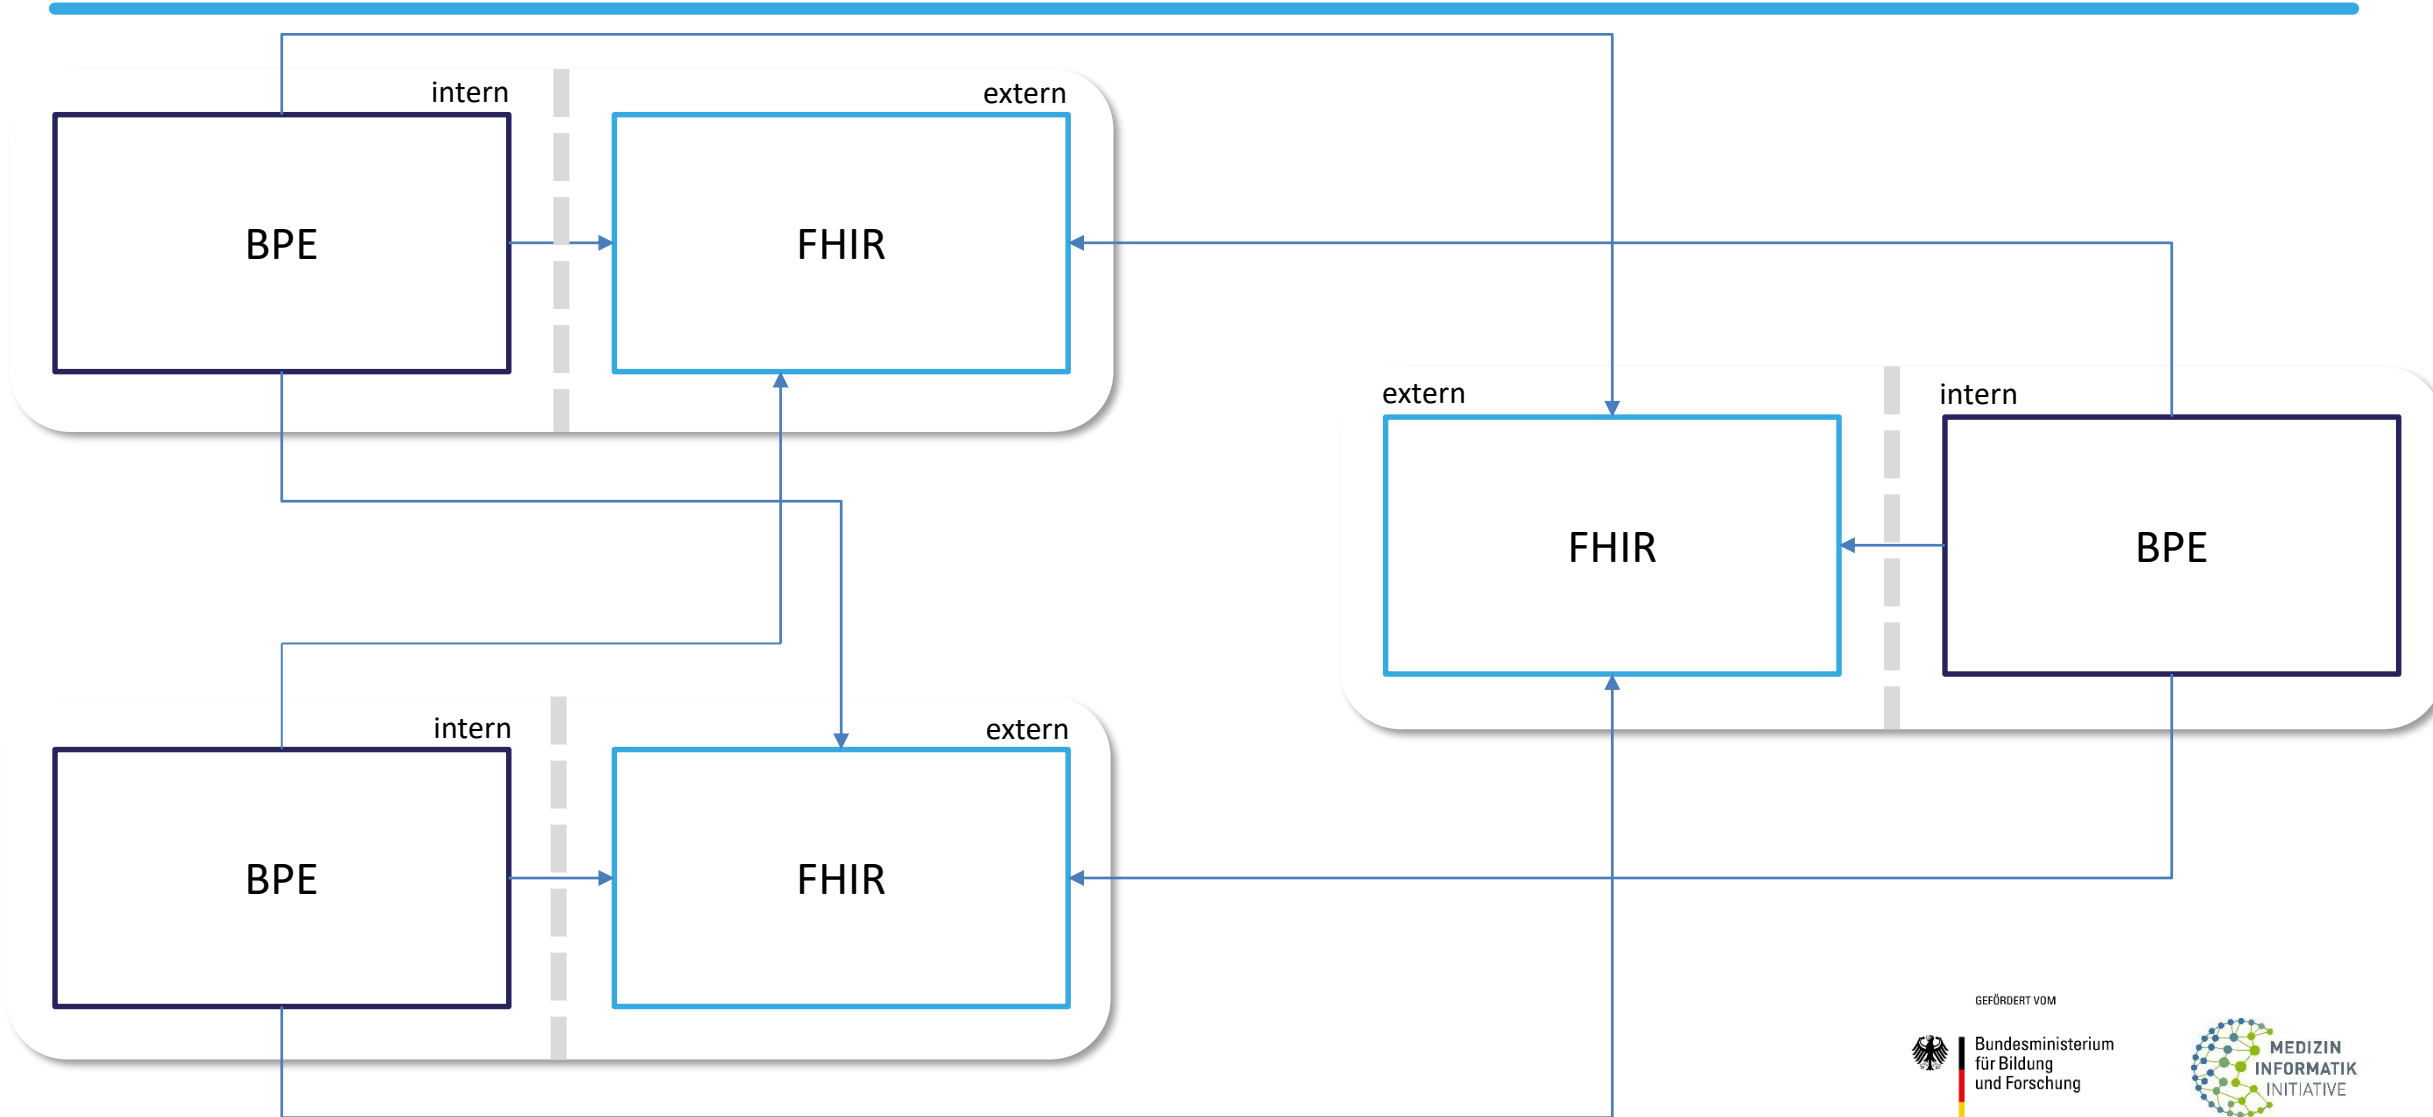 intern
extern
BPE
FHIR
extern
intern
FHIR
BPE
intern
extern
BPE
FHIR
GEFÖRDERT VOM
Bundesministerium
für Bildung
und Forschung
MEDIZIN
INFORMATIK
INITIATIVE